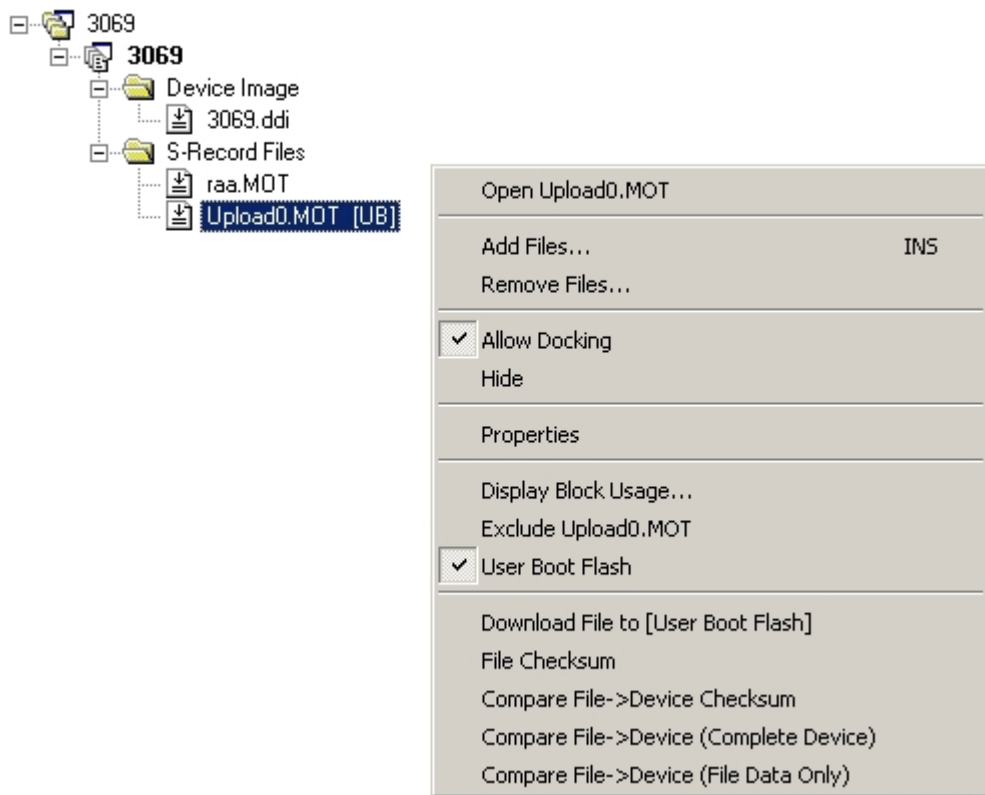 3069
3069
Device Image
3069.ddi
S-Record Files
raa.MOT
Upload0.MOT [UB]
Open Upload0.MOT
Add Files... INS
Remove Files...
Allow Docking
Hide
Properties
Display Block Usage...
Exclude Upload0.MOT
User Boot Flash
Download File to [User Boot Flash]
File Checksum
Compare File->Device Checksum
Compare File->Device (Complete Device)
Compare File->Device (File Data Only)